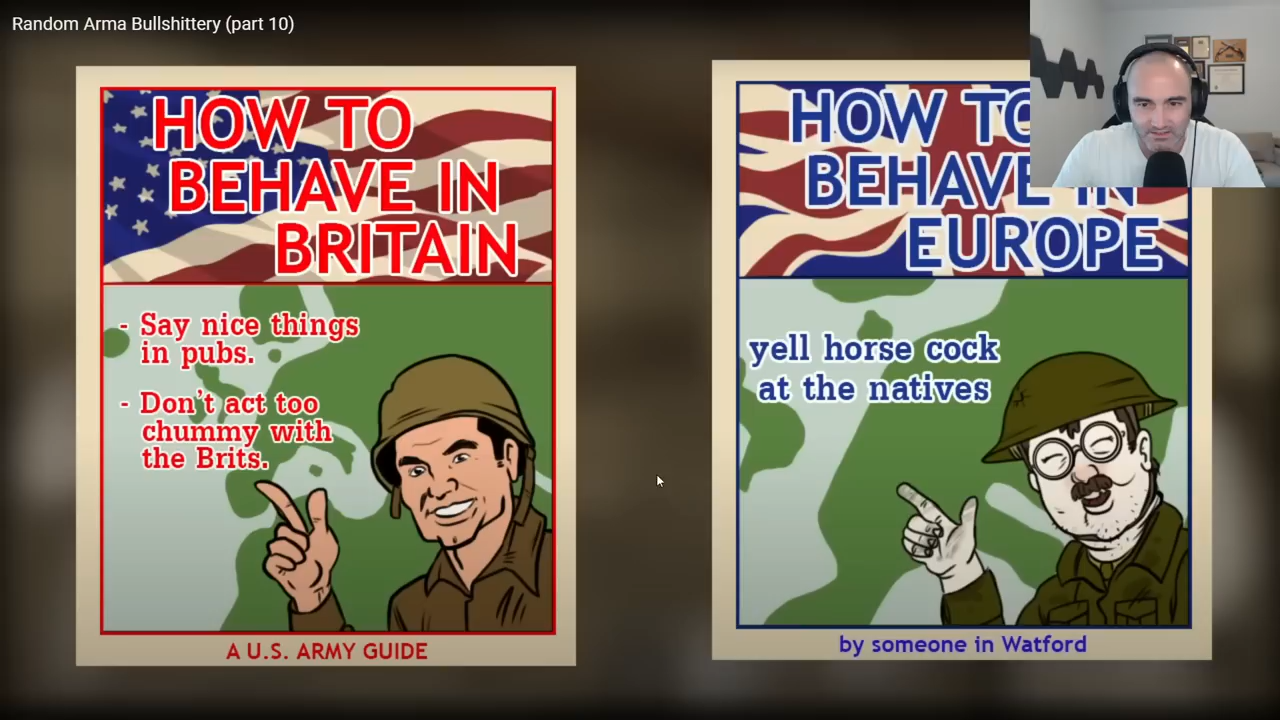 Random Arma Bullshittery (part 10)
HOW TO
BEHAVE IN
BRITAIN
- Say nice things
in pubs.
- Don't act too
chummy with
the Brits.
A U.S. ARMY GUIDE
HOW TO
BEHAVE IN
EUROPE
yell horse cock
at the natives
by someone in Watford